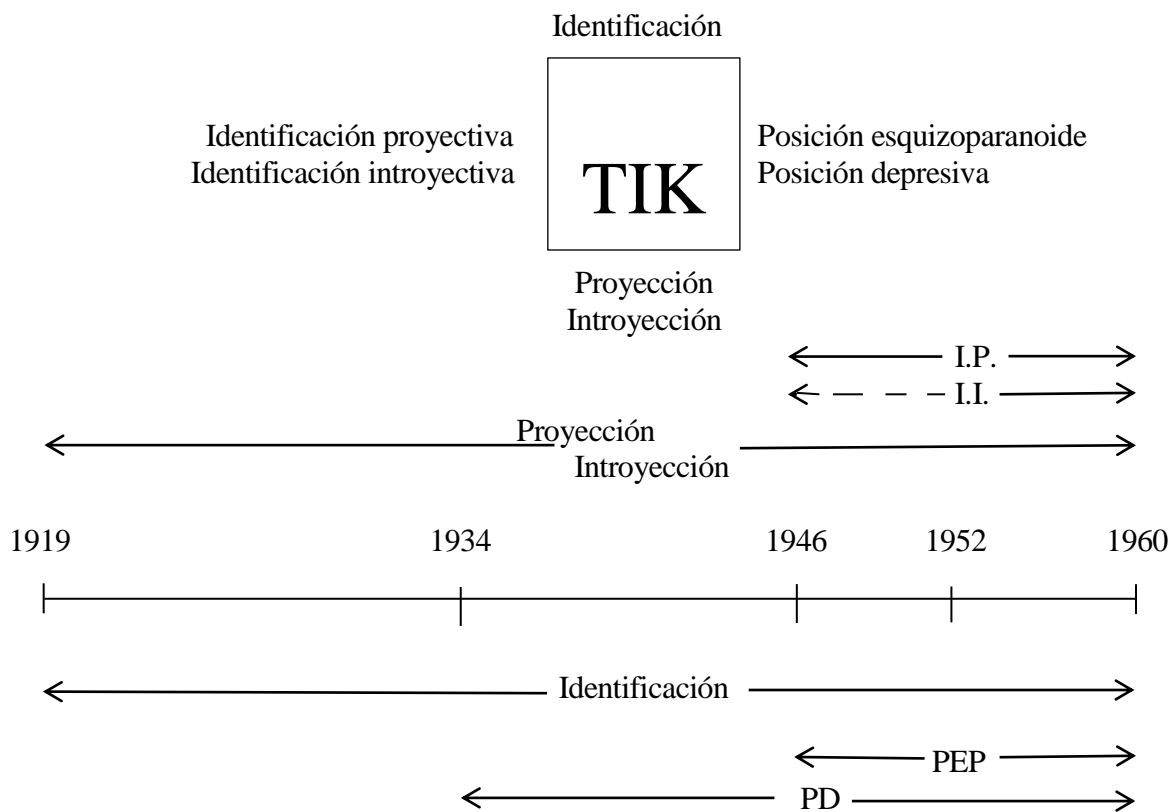 Identificación
Identificación proyectiva
Identificación introyectiva
TIK
Posición esquizoparanoide
Posición depresiva
Proyección
Introyección
I.P.
I.I.
Proyección
Introyección
1919 1934 1946 1952 1960
Identificación
PEP
PD